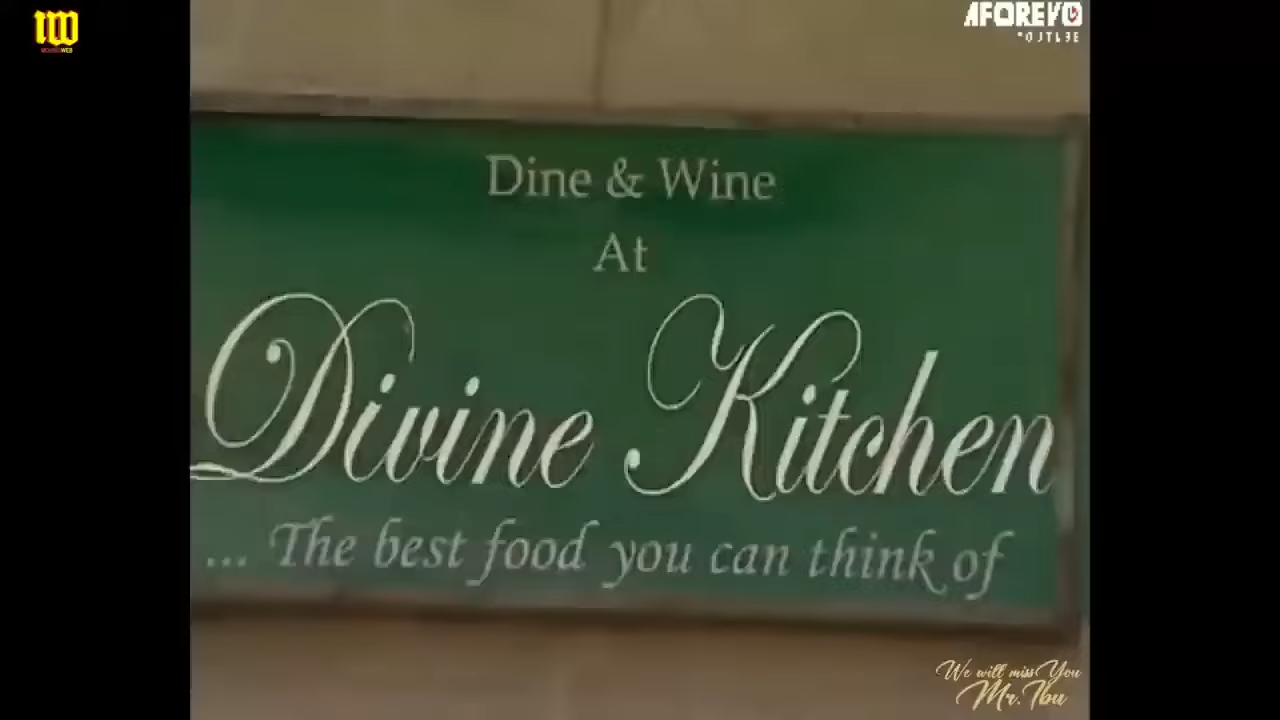 AFOREVO
Dine & Wine
At
Divine Kitchen
... The best food you can think of
We will miss You
Mr. Ibu